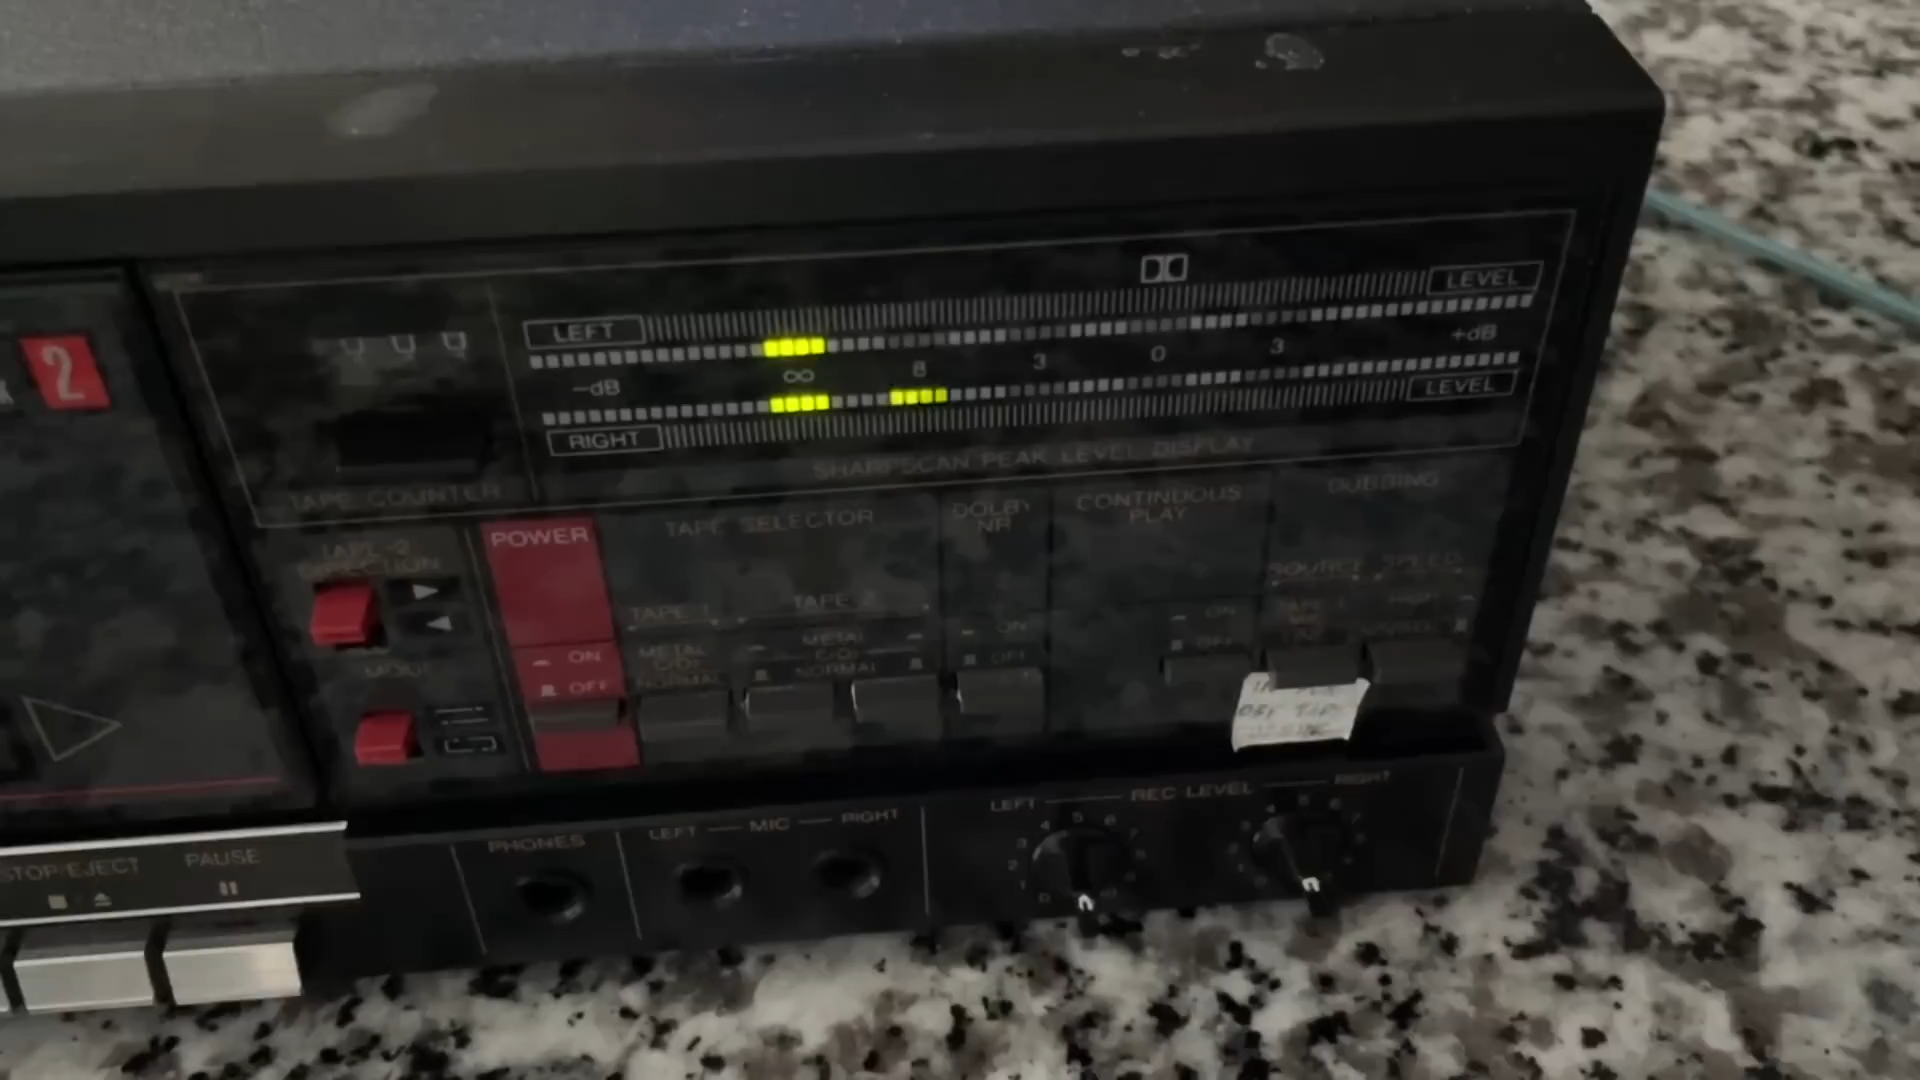 LEVEL
LEFT
2
-dB ∞ 8 3 0 3 +dB
LEVEL
RIGHT
SHARPSCAN PEAK LEVEL DISPLAY
TAPE COUNTER
POWER
TAPE SELECTOR
DOLBY NR
CONTINUOUS PLAY
DUBBING
TAPE-2 DIRECTION
SOURCE SPEED
TAPE 1
TAPE 2
ON
OFF
METAL
CrO2
NORMAL
METAL
CrO2
NORMAL
ON
OFF
ON
OFF
MODE
LEFT REC LEVEL RIGHT
PHONES
LEFT — MIC — RIGHT
STOP/EJECT
PAUSE